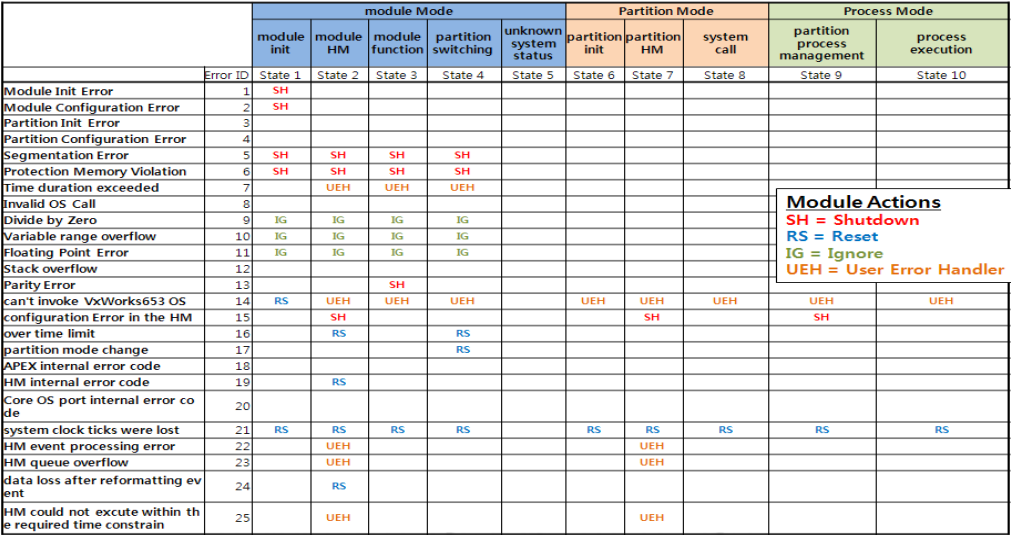 module Mode Partition Mode Process Mode
module init module HM module function partition switching unknown system status partition init partition HM system call partition process management process execution
Error ID State 1 State 2 State 3 State 4 State 5 State 6 State 7 State 8 State 9 State 10
Module Init Error 1 SH
Module Configuration Error 2 SH
Partition Init Error 3
Partition Configuration Error 4
Segmentation Error 5 SH SH SH SH
Protection Memory Violation 6 SH SH SH SH
Time duration exceeded 7 UEH UEH UEH
Invalid OS Call 8
Divide by Zero 9 IG IG IG IG
Variable range overflow 10 IG IG IG IG
Floating Point Error 11 IG IG IG IG
Stack overflow 12
Parity Error 13 SH
can't invoke VxWorks653 OS 14 RS UEH UEH UEH UEH UEH UEH UEH UEH
configuration Error in the HM 15 SH SH SH
over time limit 16 RS RS
partition mode change 17 RS
APEX internal error code 18
HM internal error code 19 RS
Core OS port internal error co
de 20
system clock ticks were lost 21 RS RS RS RS RS RS RS RS RS
HM event processing error 22 UEH UEH
HM queue overflow 23 UEH UEH
data loss after reformatting ev
ent 24 RS
HM could not excute within th
e required time constrain 25 UEH UEH
Module Actions
SH = Shutdown
RS = Reset
IG = Ignore
UEH = User Error Handler